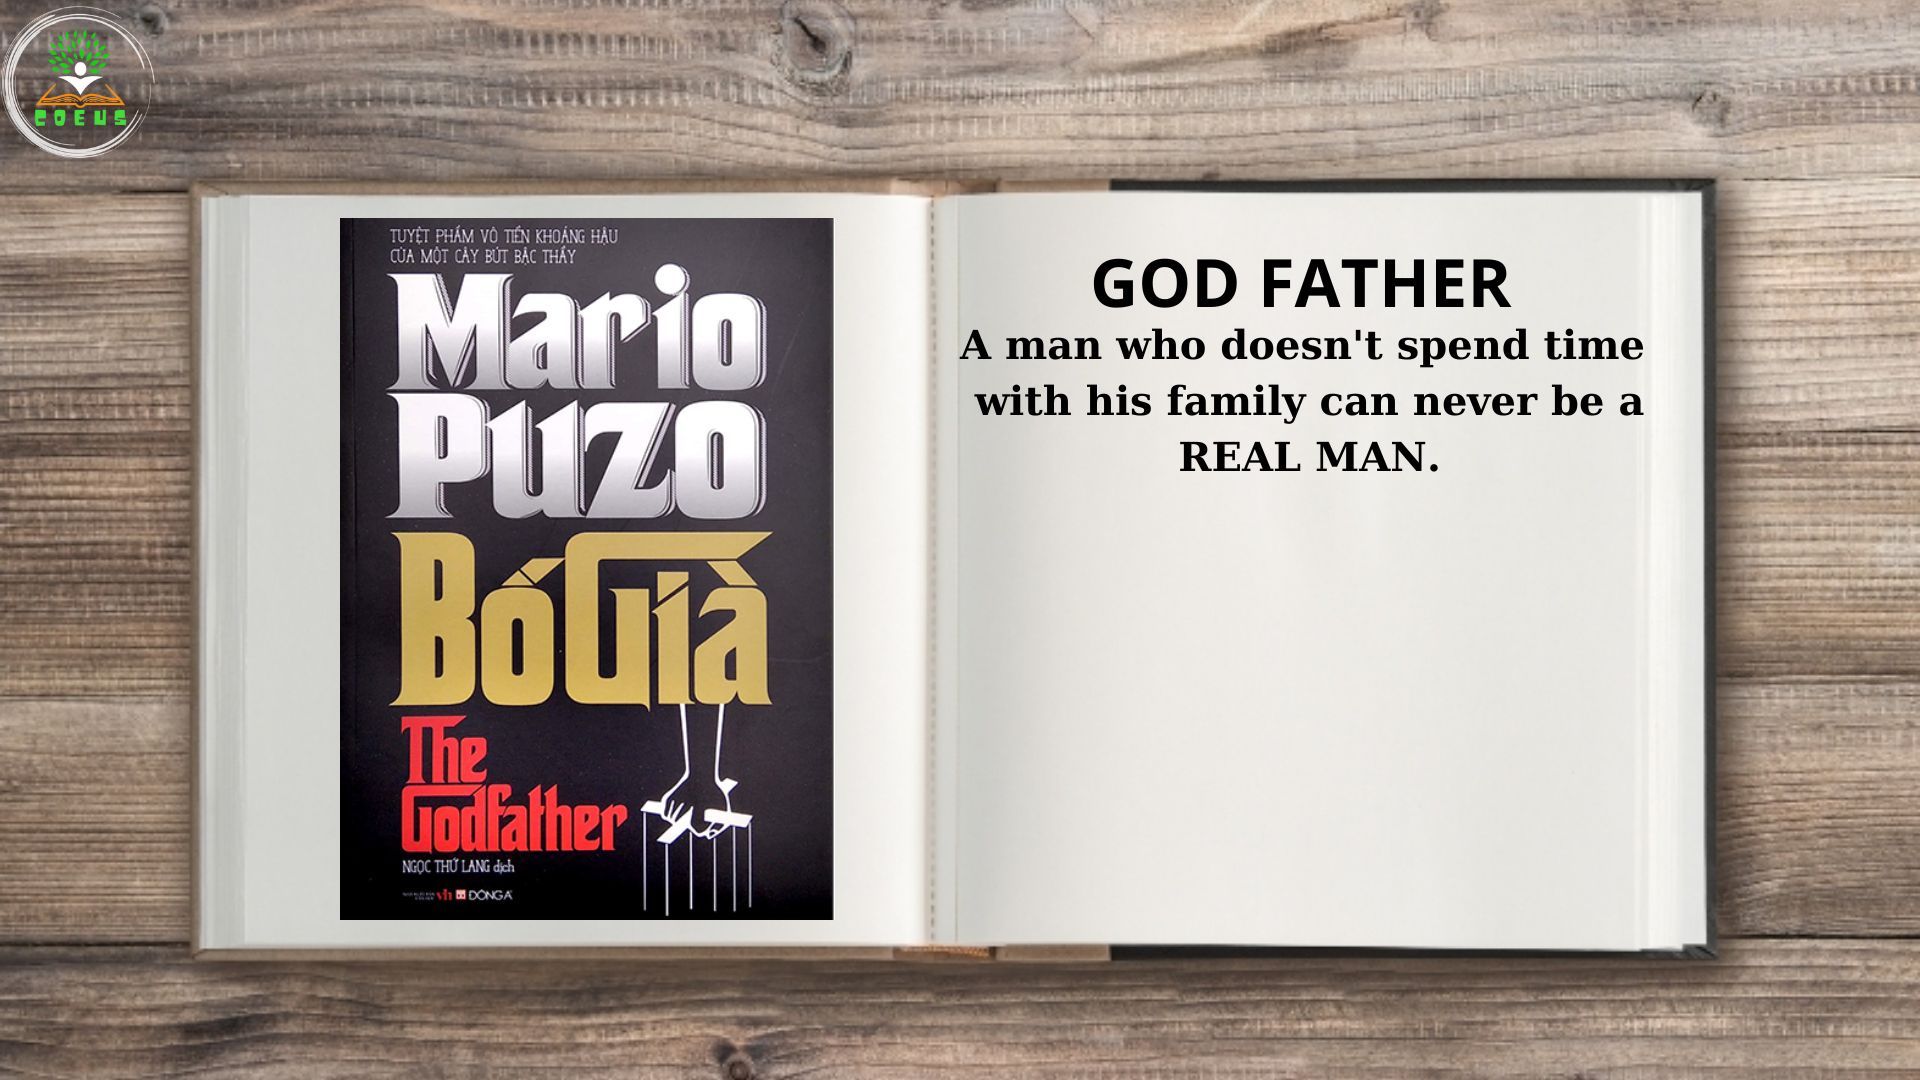 COEUS
TUYỆT PHẨM VÔ TIỀN KHOÁNG HẬU
CỦA MỘT CÂY BÚT BẬC THẦY
Mario
Puzo
Bố Già
The
Godfather
NGỌC THỨ LANG dịch
ĐÔNG A
GOD FATHER
A man who doesn't spend time
with his family can never be a
REAL MAN.